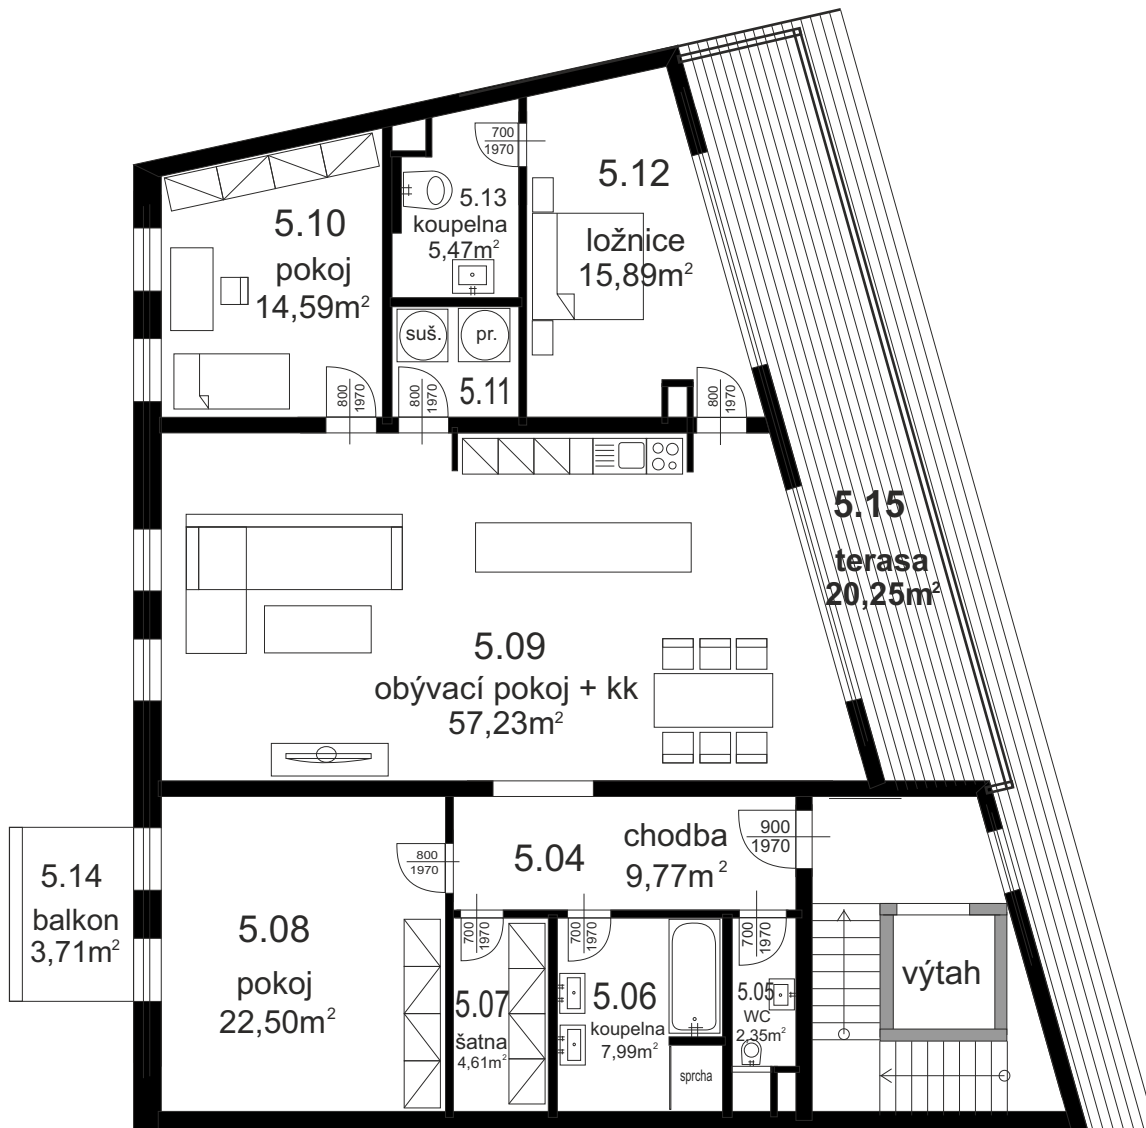 700
1970
5.12
5.13
koupelna
5,47m²
5.10
pokoj
14,59m²
ložnice
15,89m²
suš.
pr.
5.11
800
1970
800
1970
800
1970
5.15
terasa
20,25m²
5.09
obývací pokoj + kk
57,23m²
chodba
9,77m²
5.04
900
1970
800
1970
5.14
balkon
3,71m²
5.08
pokoj
22,50m²
700
1970
700
1970
700
1970
5.07
šatna
4,61m²
5.06
koupelna
7,99m²
sprcha
5.05
WC
2,35m²
výtah